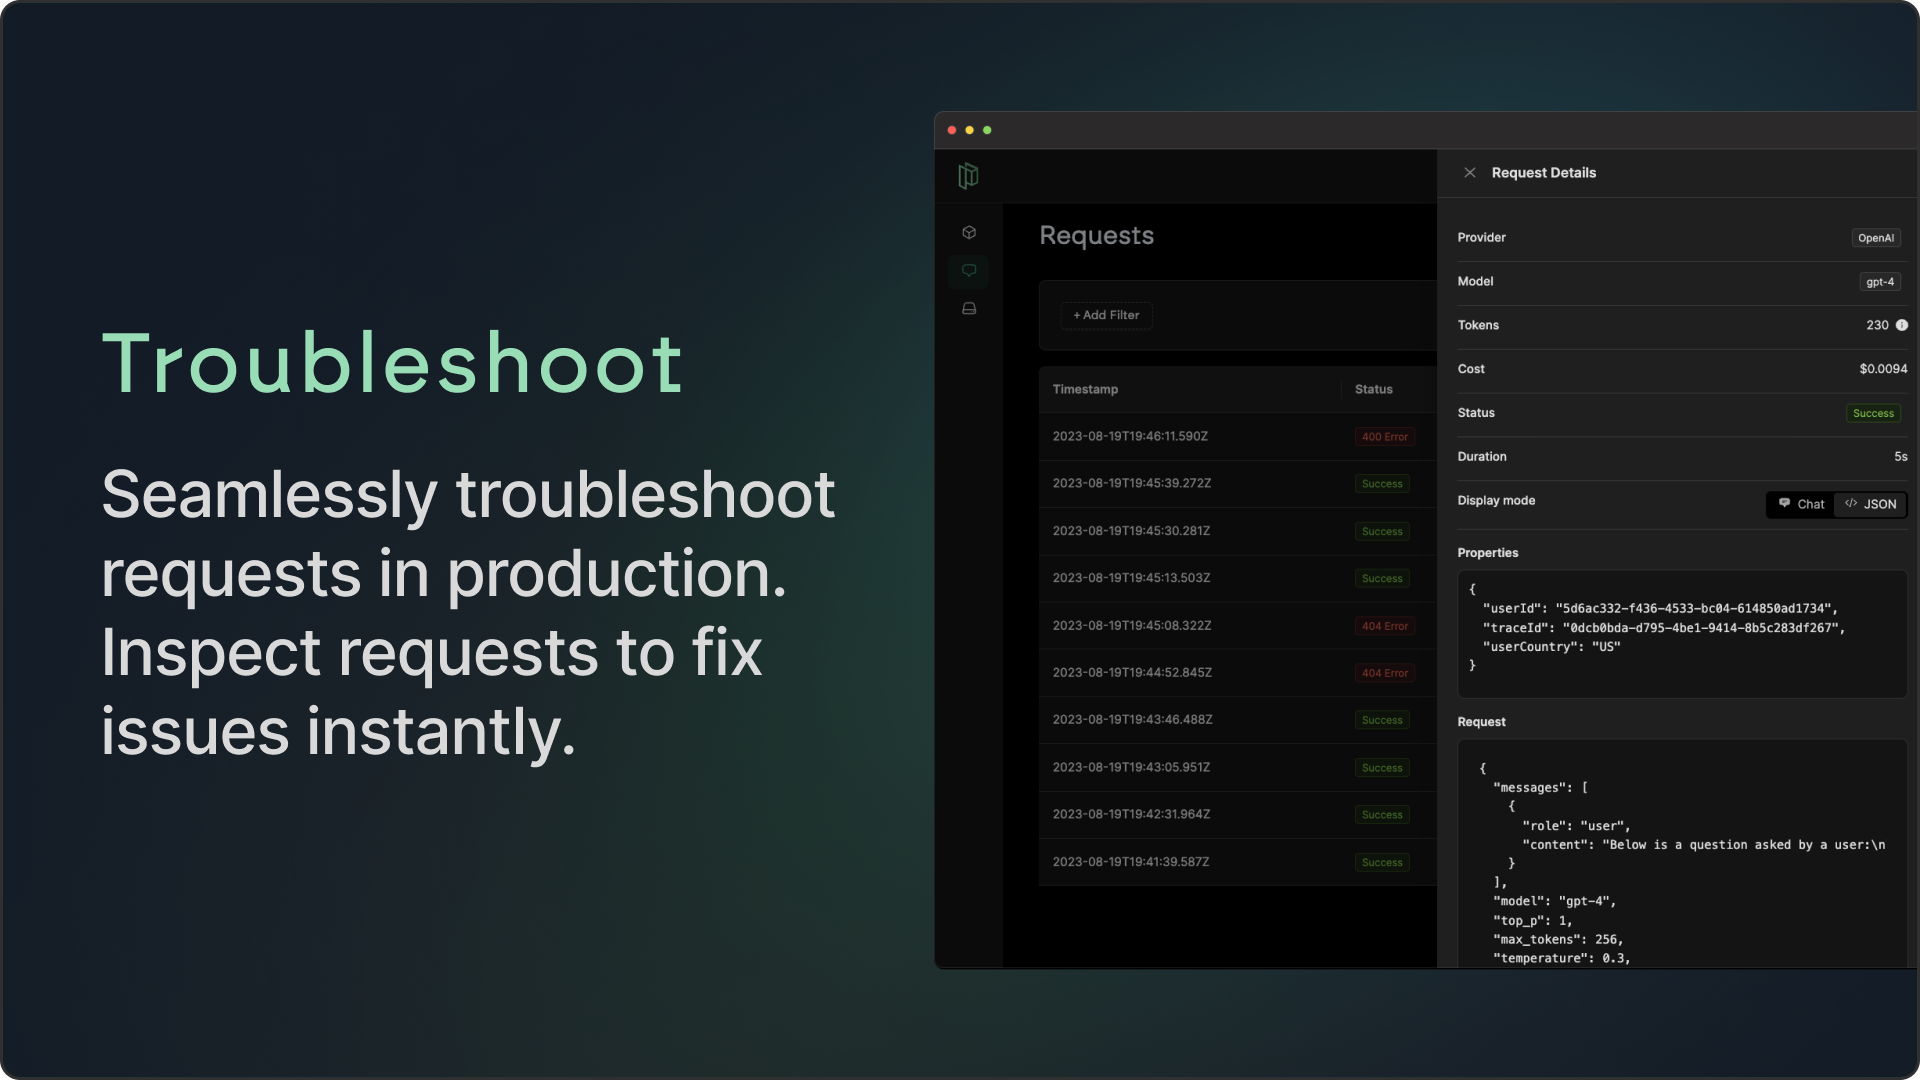 Troubleshoot
Seamlessly troubleshoot
requests in production.
Inspect requests to fix
issues instantly.
Requests
+ Add Filter
Timestamp Status
2023-08-19T19:46:11.590Z 400 Error
2023-08-19T19:45:39.272Z Success
2023-08-19T19:45:30.281Z Success
2023-08-19T19:45:13.503Z Success
2023-08-19T19:45:08.322Z 404 Error
2023-08-19T19:44:52.845Z 404 Error
2023-08-19T19:43:46.488Z Success
2023-08-19T19:43:05.951Z Success
2023-08-19T19:42:31.964Z Success
2023-08-19T19:41:39.587Z Success
Request Details
Provider OpenAI
Model gpt-4
Tokens 230
Cost $0.0094
Status Success
Duration 5s
Display mode Chat </> JSON
Properties
{
"userId": "5d6ac332-f436-4533-bc04-614850ad1734",
"traceId": "0dcb0bda-d795-4be1-9414-8b5c283df267",
"userCountry": "US"
}
Request
{
"messages": [
{
"role": "user",
"content": "Below is a question asked by a user:\n
}
],
"model": "gpt-4",
"top_p": 1,
"max_tokens": 256,
"temperature": 0.3,